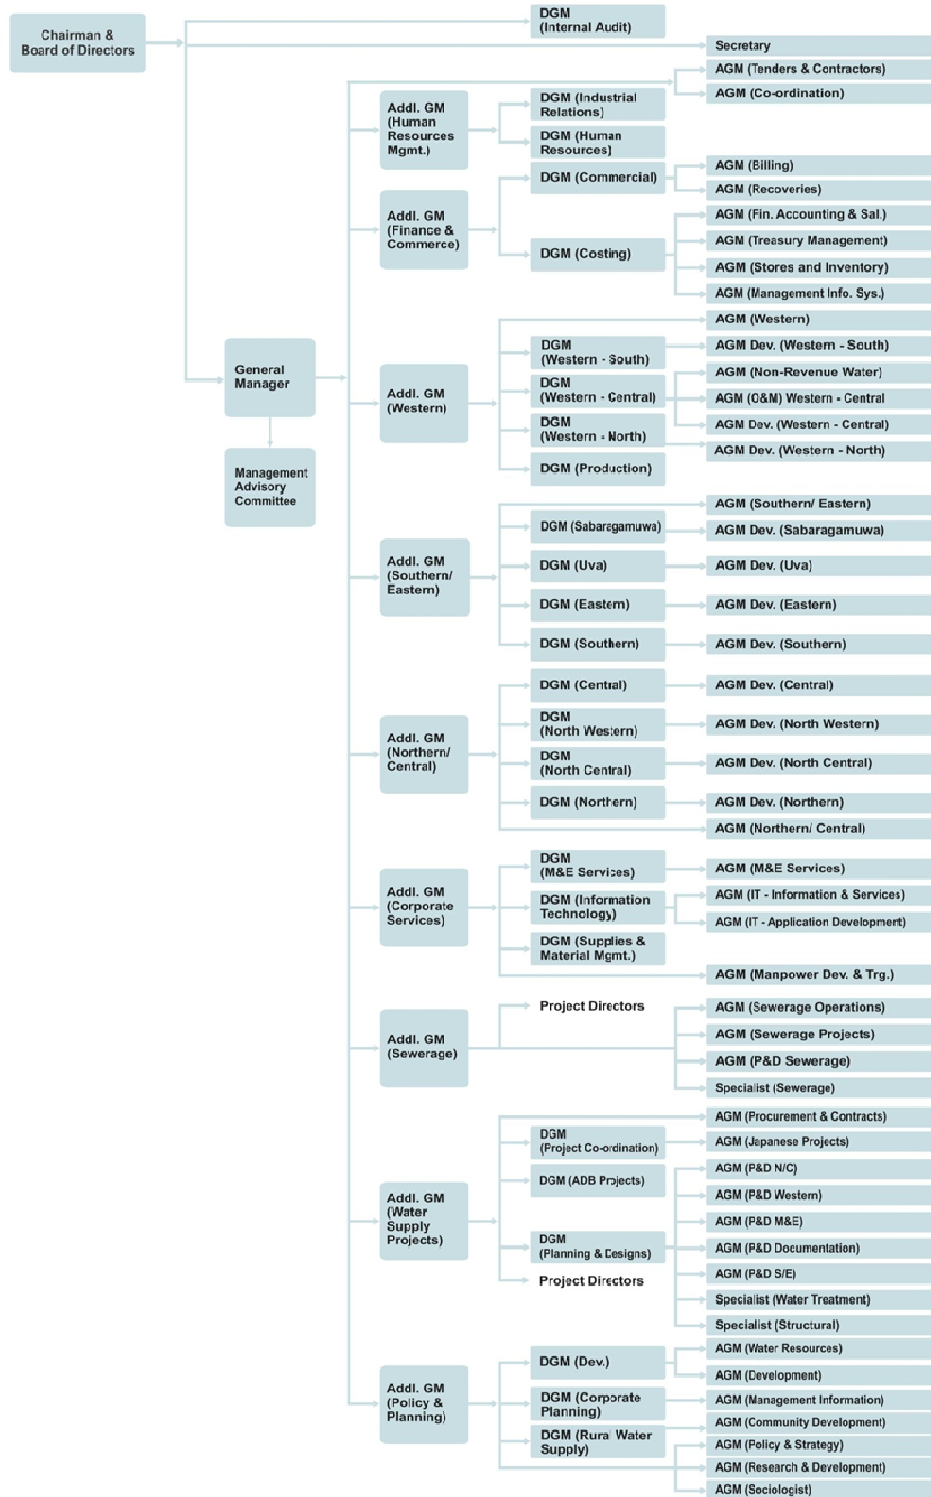 Chairman &
Board of Directors
DGM
(Internal Audit)
Secretary
AGM (Tenders & Contractors)
AGM (Co-ordination)
Addl. GM
(Human
Resources
Mgmt.)
DGM (Industrial
Relations)
DGM (Human
Resources)
Addl. GM
(Finance &
Commerce)
DGM (Commercial)
AGM (Billing)
AGM (Recoveries)
DGM (Costing)
AGM (Fin. Accounting & Sal.)
AGM (Treasury Management)
AGM (Stores and Inventory)
AGM (Management Info. Sys.)
General
Manager
Management
Advisory
Committee
Addl. GM
(Western)
AGM (Western)
DGM
(Western - South)
AGM Dev. (Western - South)
DGM
(Western - Central)
AGM (Non-Revenue Water)
AGM (O&M) Western - Central
AGM Dev. (Western - Central)
DGM
(Western - North)
AGM Dev. (Western - North)
DGM (Production)
Addl. GM
(Southern/
Eastern)
AGM (Southern/ Eastern)
DGM (Sabaragamuwa)
AGM Dev. (Sabaragamuwa)
DGM (Uva)
AGM Dev. (Uva)
DGM (Eastern)
AGM Dev. (Eastern)
DGM (Southern)
AGM Dev. (Southern)
Addl. GM
(Northern/
Central)
DGM (Central)
AGM Dev. (Central)
DGM
(North Western)
AGM Dev. (North Western)
DGM
(North Central)
AGM Dev. (North Central)
DGM (Northern)
AGM Dev. (Northern)
AGM (Northern/ Central)
Addl. GM
(Corporate
Services)
DGM
(M&E Services)
AGM (M&E Services)
DGM (Information
Technology)
AGM (IT - Information & Services)
AGM (IT - Application Development)
DGM (Supplies &
Material Mgmt.)
AGM (Manpower Dev. & Trg.)
Addl. GM
(Sewerage)
Project Directors
AGM (Sewerage Operations)
AGM (Sewerage Projects)
AGM (P&D Sewerage)
Specialist (Sewerage)
Addl. GM
(Water
Supply
Projects)
AGM (Procurement & Contracts)
DGM
(Project Co-ordination)
AGM (Japanese Projects)
DGM (ADB Projects)
DGM
(Planning & Designs)
AGM (P&D N/C)
AGM (P&D Western)
AGM (P&D M&E)
AGM (P&D Documentation)
AGM (P&D S/E)
Specialist (Water Treatment)
Specialist (Structural)
Project Directors
Addl. GM
(Policy &
Planning)
DGM (Dev.)
AGM (Water Resources)
AGM (Development)
DGM (Corporate
Planning)
AGM (Management Information)
DGM (Rural Water
Supply)
AGM (Community Development)
AGM (Policy & Strategy)
AGM (Research & Development)
AGM (Sociologist)